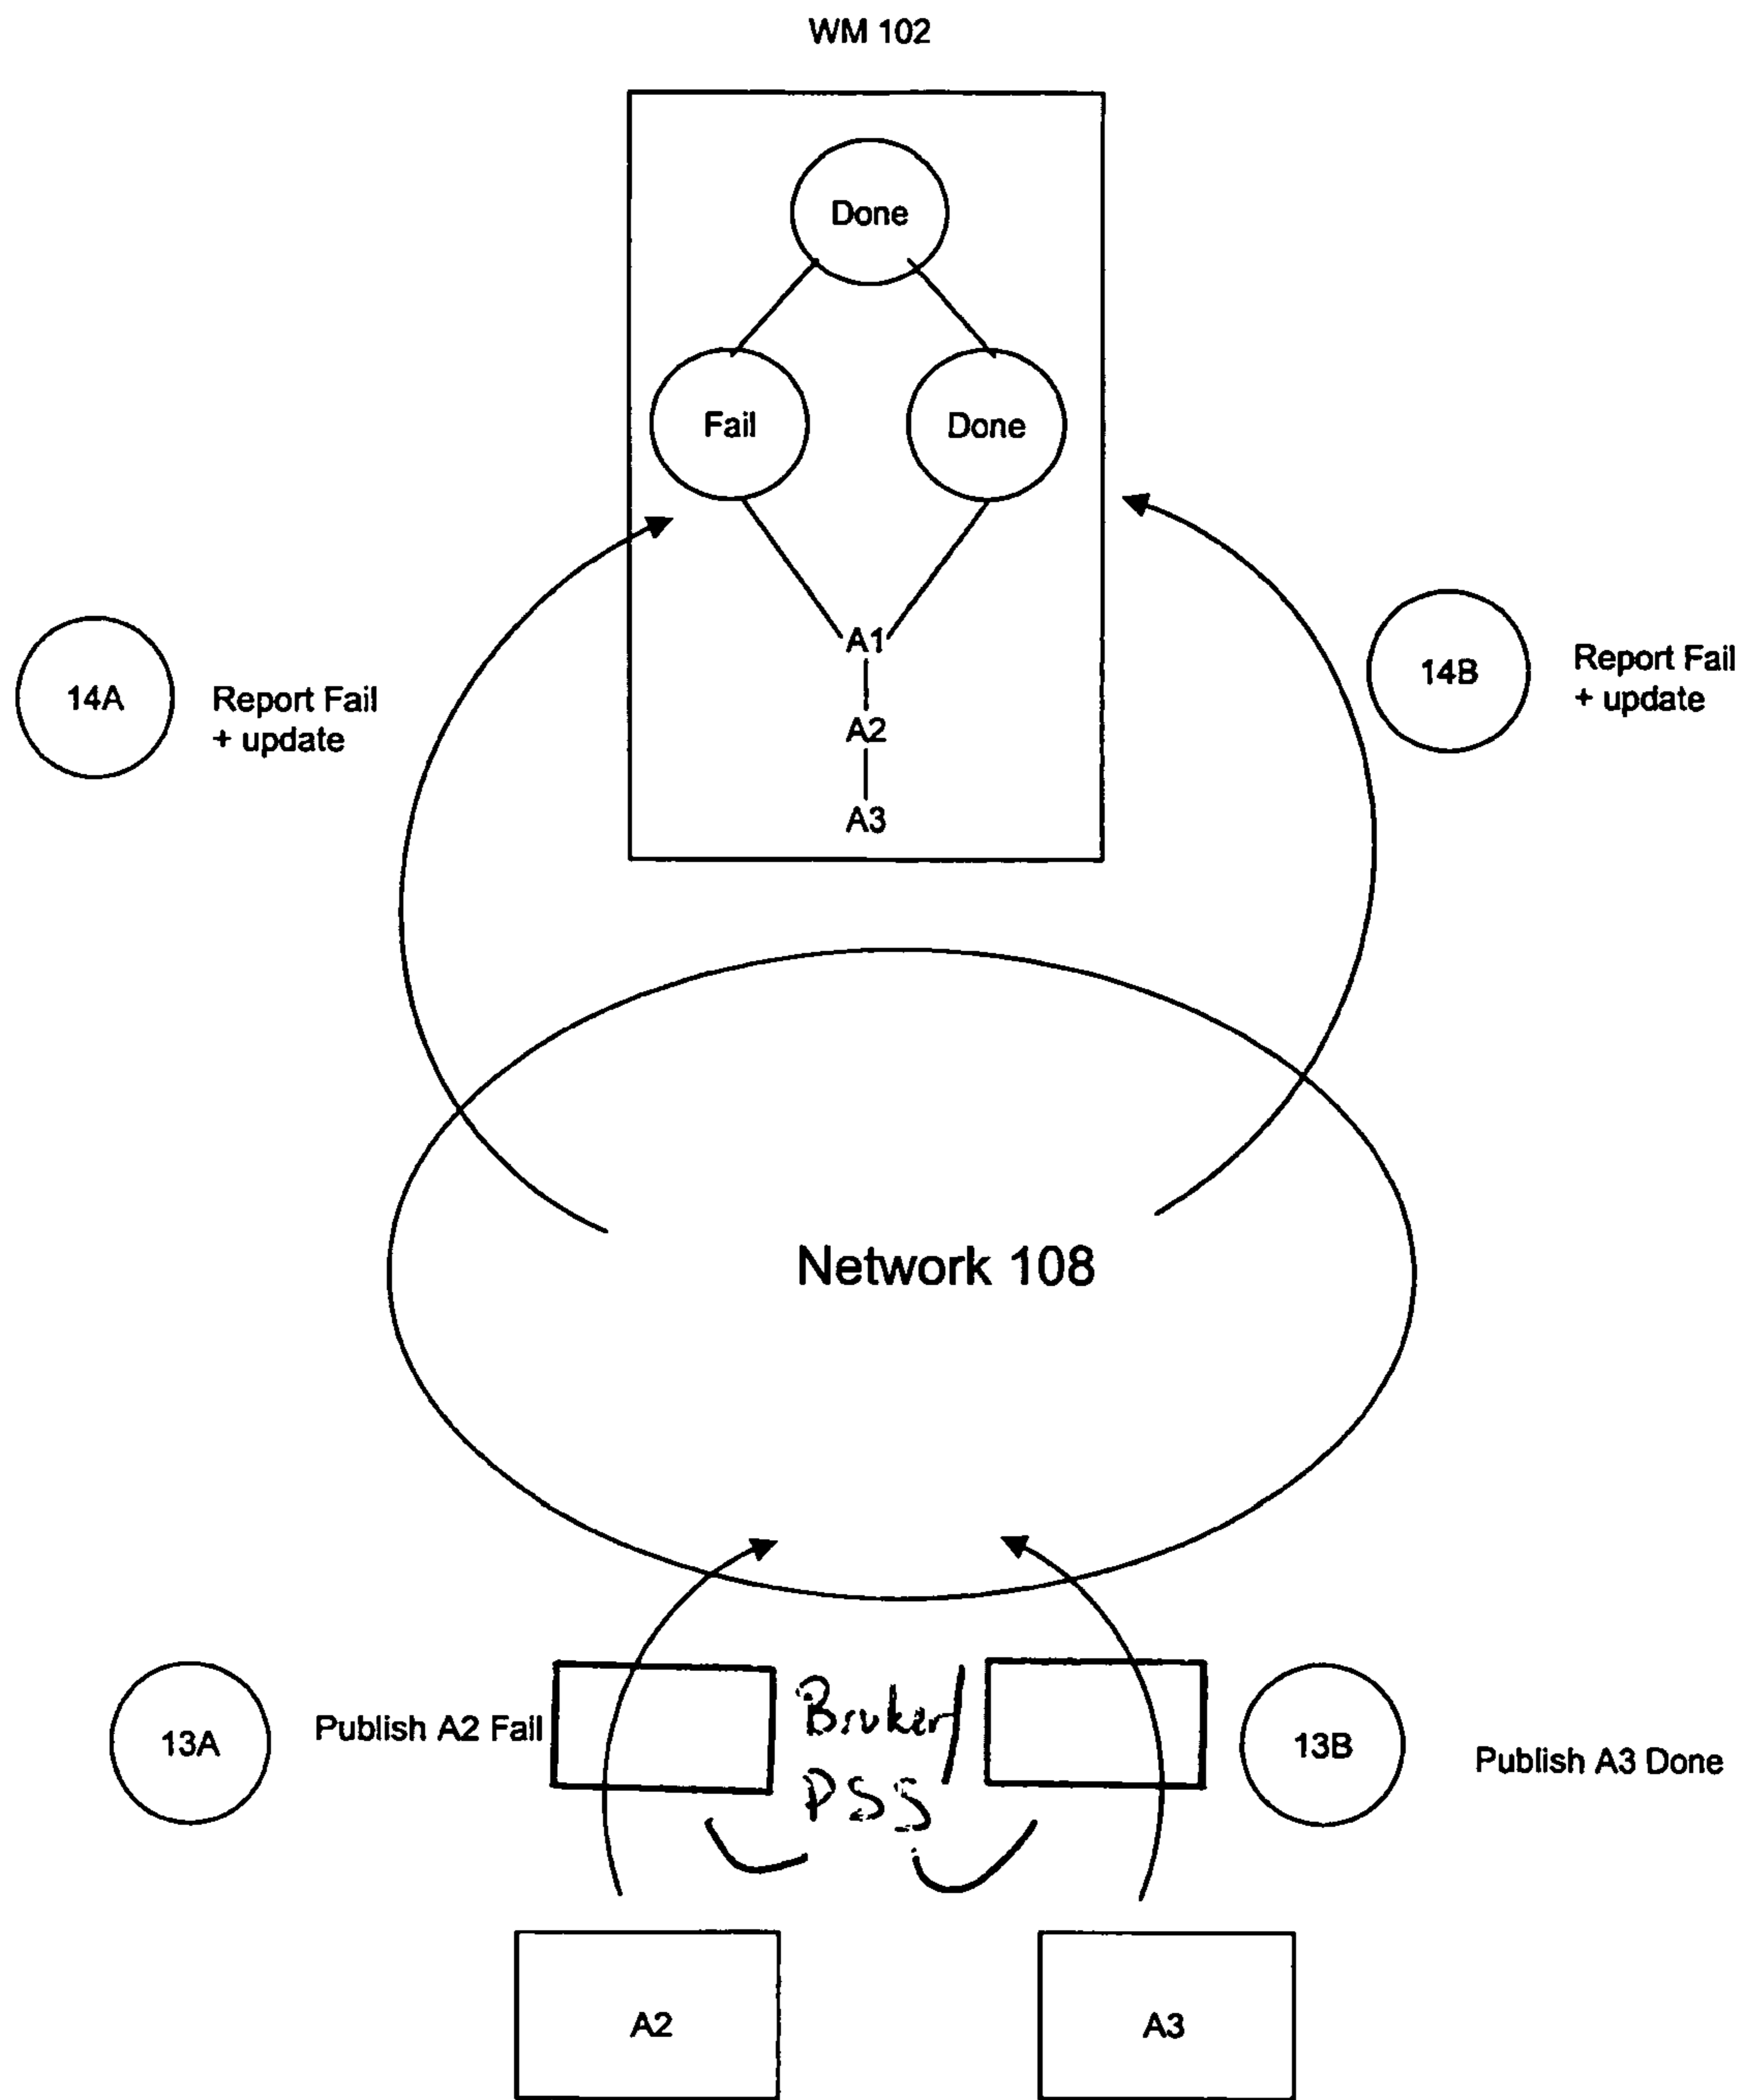 WM 102
Done
Fail
Done
A1
A2
A3
14A
Report Fail
+ update
14B
Report Fail
+ update
Network 108
13A
Publish A2 Fail
Broker/
PSS
13B
Publish A3 Done
A2
A3